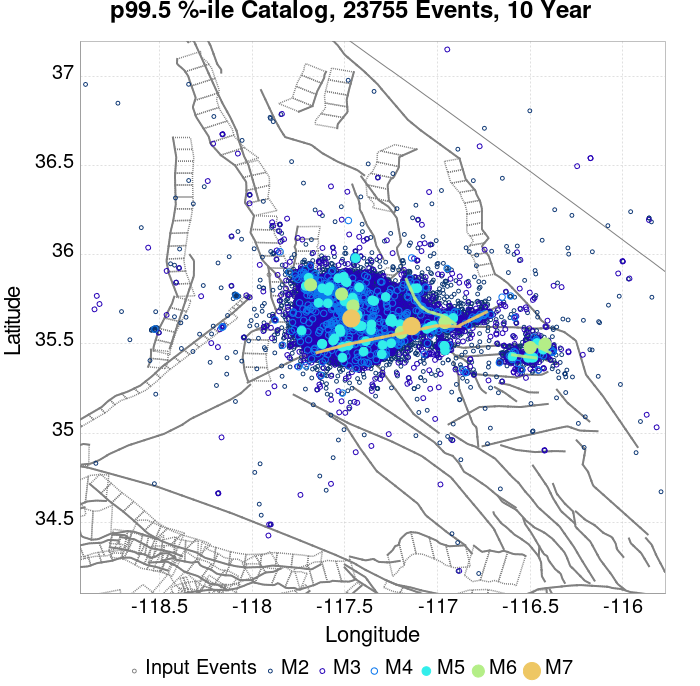 p99.5 %-ile Catalog, 23755 Events, 10 Year
37
36.5
36
35.5
35
34.5
Latitude
-118.5 -118 -117.5 -117 -116.5 -116
Longitude
Input Events M2 M3 M4 M5 M6 M7